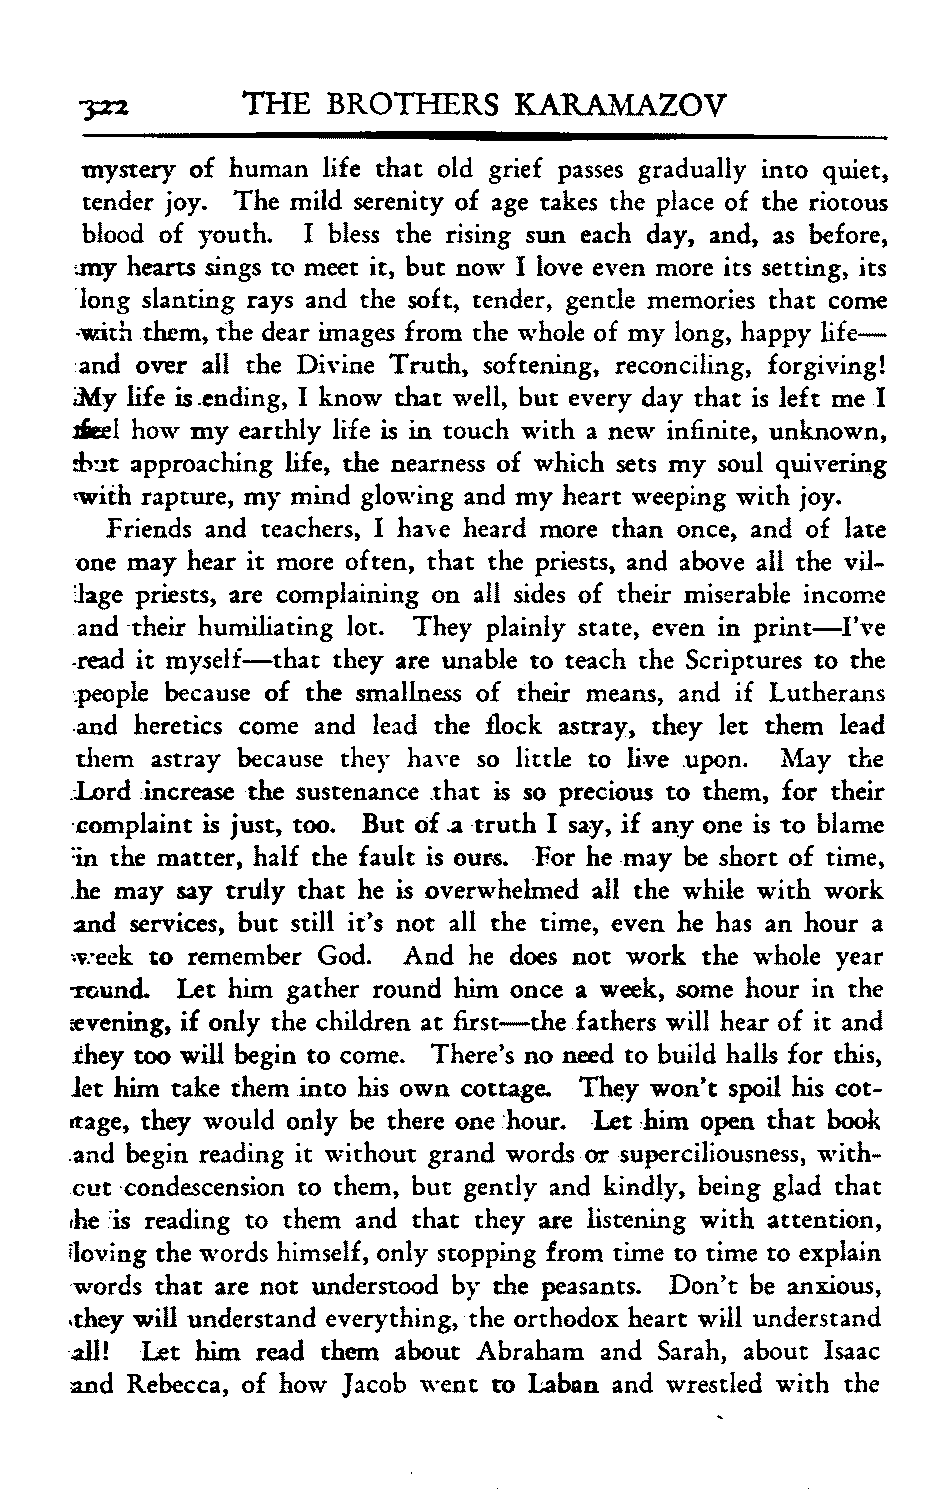 322 THE BROTHERS KARAMAZOV
mystery of human life that old grief passes gradually into quiet,
tender joy. The mild serenity of age takes the place of the riotous
blood of youth. I bless the rising sun each day, and, as before,
my hearts sings to meet it, but now I love even more its setting, its
long slanting rays and the soft, tender, gentle memories that come
with them, the dear images from the whole of my long, happy life—
and over all the Divine Truth, softening, reconciling, forgiving!
My life is ending, I know that well, but every day that is left me I
feel how my earthly life is in touch with a new infinite, unknown,
but approaching life, the nearness of which sets my soul quivering
with rapture, my mind glowing and my heart weeping with joy.
Friends and teachers, I have heard more than once, and of late
one may hear it more often, that the priests, and above all the vil-
lage priests, are complaining on all sides of their miserable income
and their humiliating lot. They plainly state, even in print—I've
read it myself—that they are unable to teach the Scriptures to the
people because of the smallness of their means, and if Lutherans
and heretics come and lead the flock astray, they let them lead
them astray because they have so little to live upon. May the
Lord increase the sustenance that is so precious to them, for their
complaint is just, too. But of a truth I say, if any one is to blame
in the matter, half the fault is ours. For he may be short of time,
he may say truly that he is overwhelmed all the while with work
and services, but still it's not all the time, even he has an hour a
week to remember God. And he does not work the whole year
round. Let him gather round him once a week, some hour in the
evening, if only the children at first—the fathers will hear of it and
they too will begin to come. There's no need to build halls for this,
let him take them into his own cottage. They won't spoil his cot-
tage, they would only be there one hour. Let him open that book
and begin reading it without grand words or superciliousness, with-
out condescension to them, but gently and kindly, being glad that
he is reading to them and that they are listening with attention,
loving the words himself, only stopping from time to time to explain
words that are not understood by the peasants. Don't be anxious,
they will understand everything, the orthodox heart will understand
all! Let him read them about Abraham and Sarah, about Isaac
and Rebecca, of how Jacob went to Laban and wrestled with the